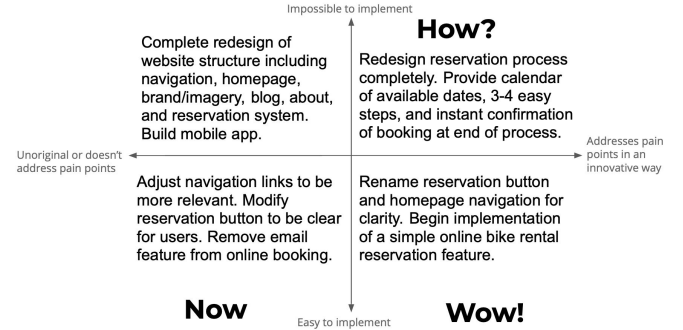 Impossible to implement
How?
Complete redesign of
website structure including
navigation, homepage,
brand/imagery, blog, about,
and reservation system.
Build mobile app.
Redesign reservation process
completely. Provide calendar
of available dates, 3-4 easy
steps, and instant confirmation
of booking at end of process.
Unoriginal or doesn't
address pain points
Addresses pain
points in an
innovative way
Adjust navigation links to be
more relevant. Modify
reservation button to be clear
for users. Remove email
feature from online booking.
Rename reservation button
and homepage navigation for
clarity. Begin implementation
of a simple online bike rental
reservation feature.
Now
Easy to implement
Wow!